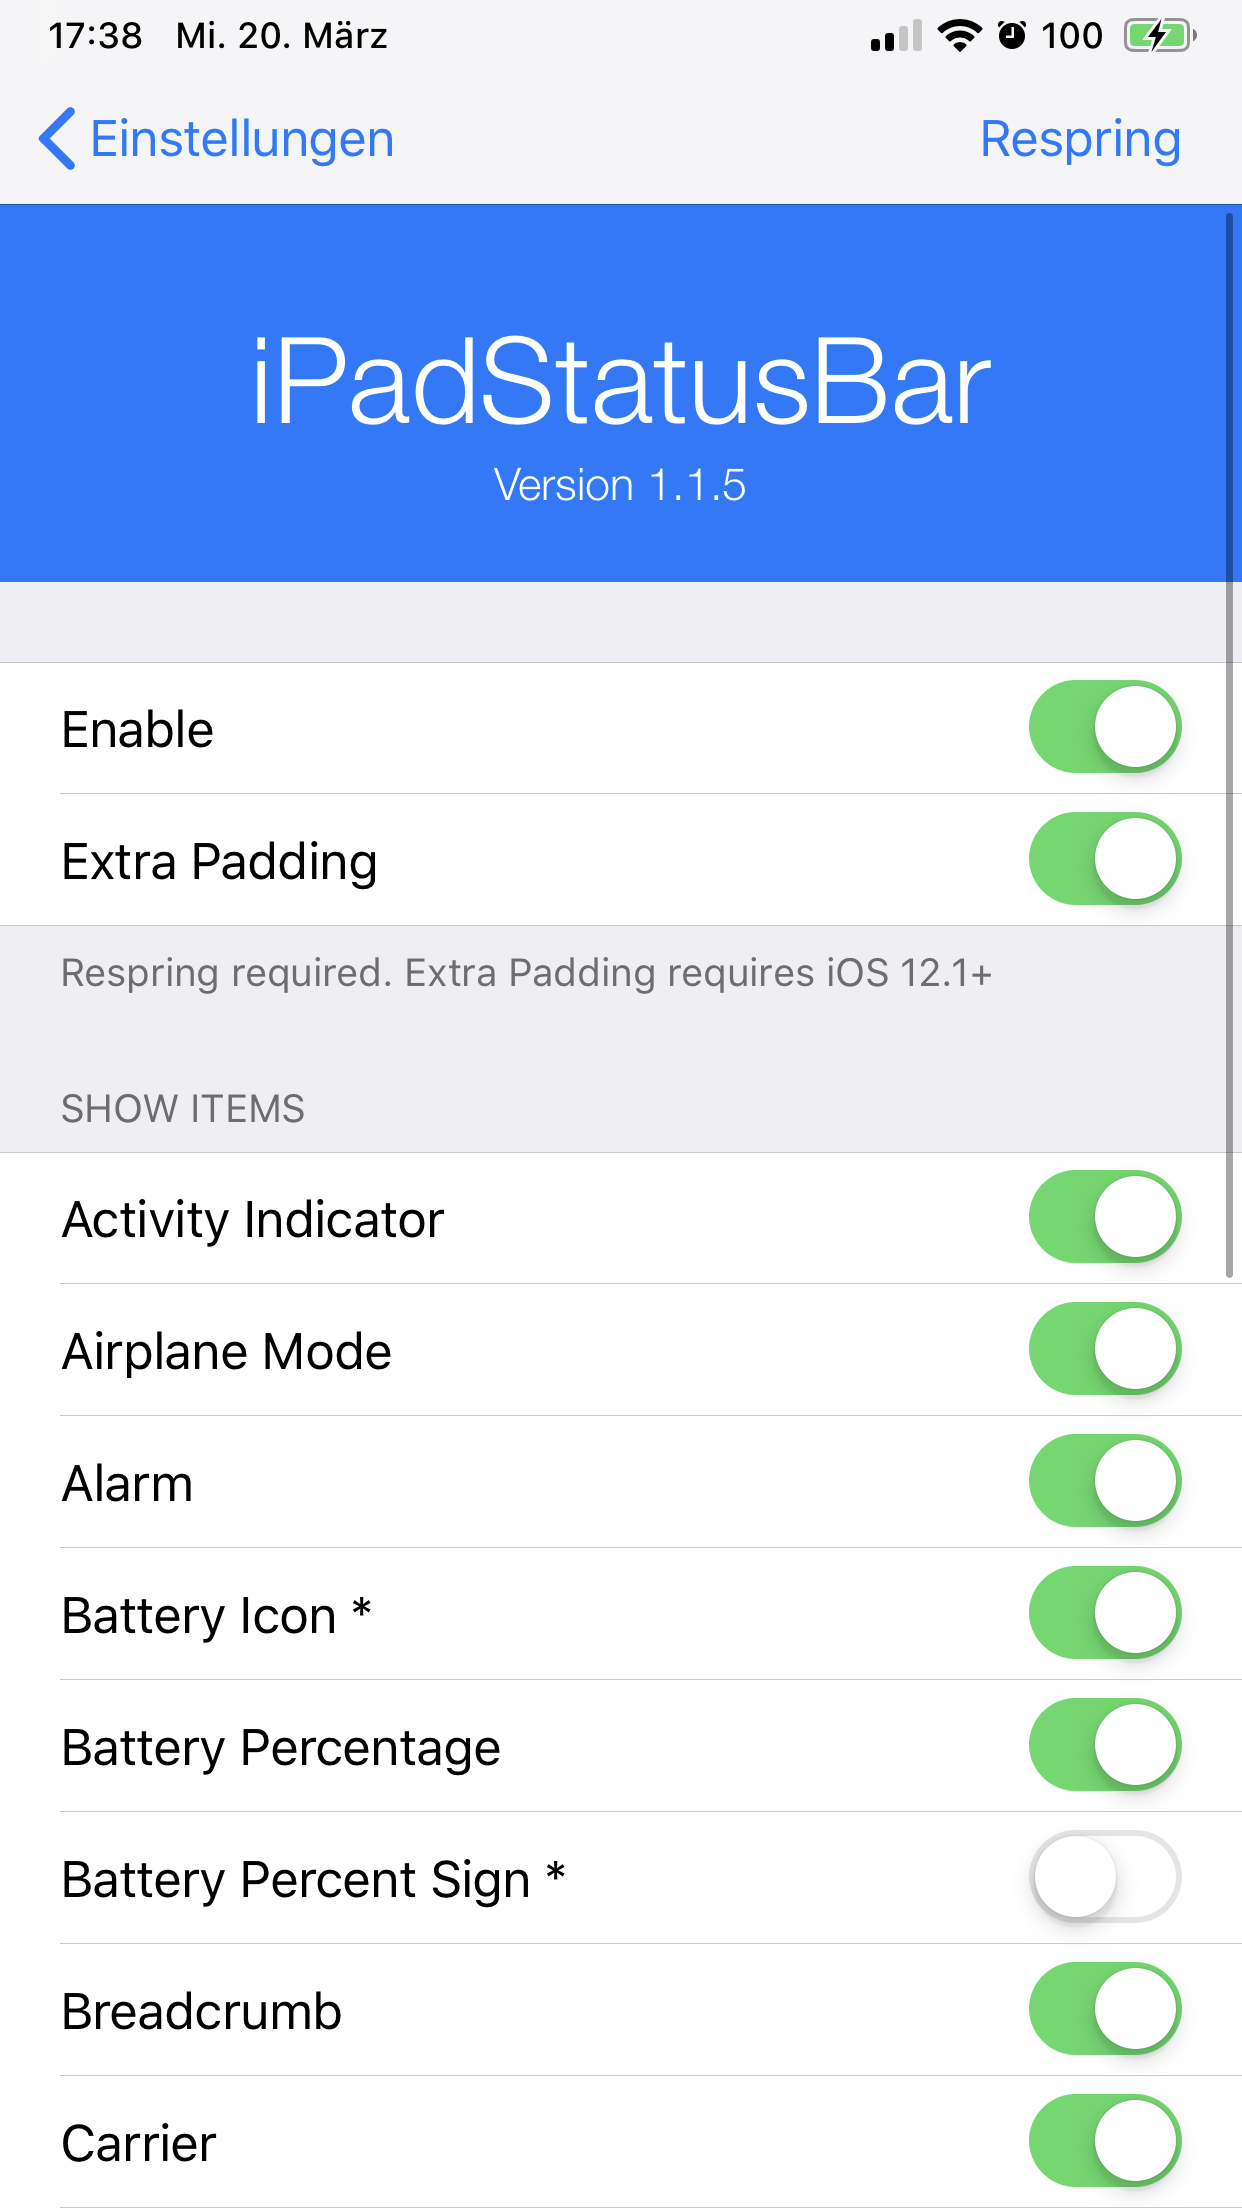 17:38 Mi. 20. März 100
Einstellungen Respring
iPadStatusBar
Version 1.1.5
Enable
Extra Padding
Respring required. Extra Padding requires iOS 12.1+
SHOW ITEMS
Activity Indicator
Airplane Mode
Alarm
Battery Icon *
Battery Percentage
Battery Percent Sign *
Breadcrumb
Carrier